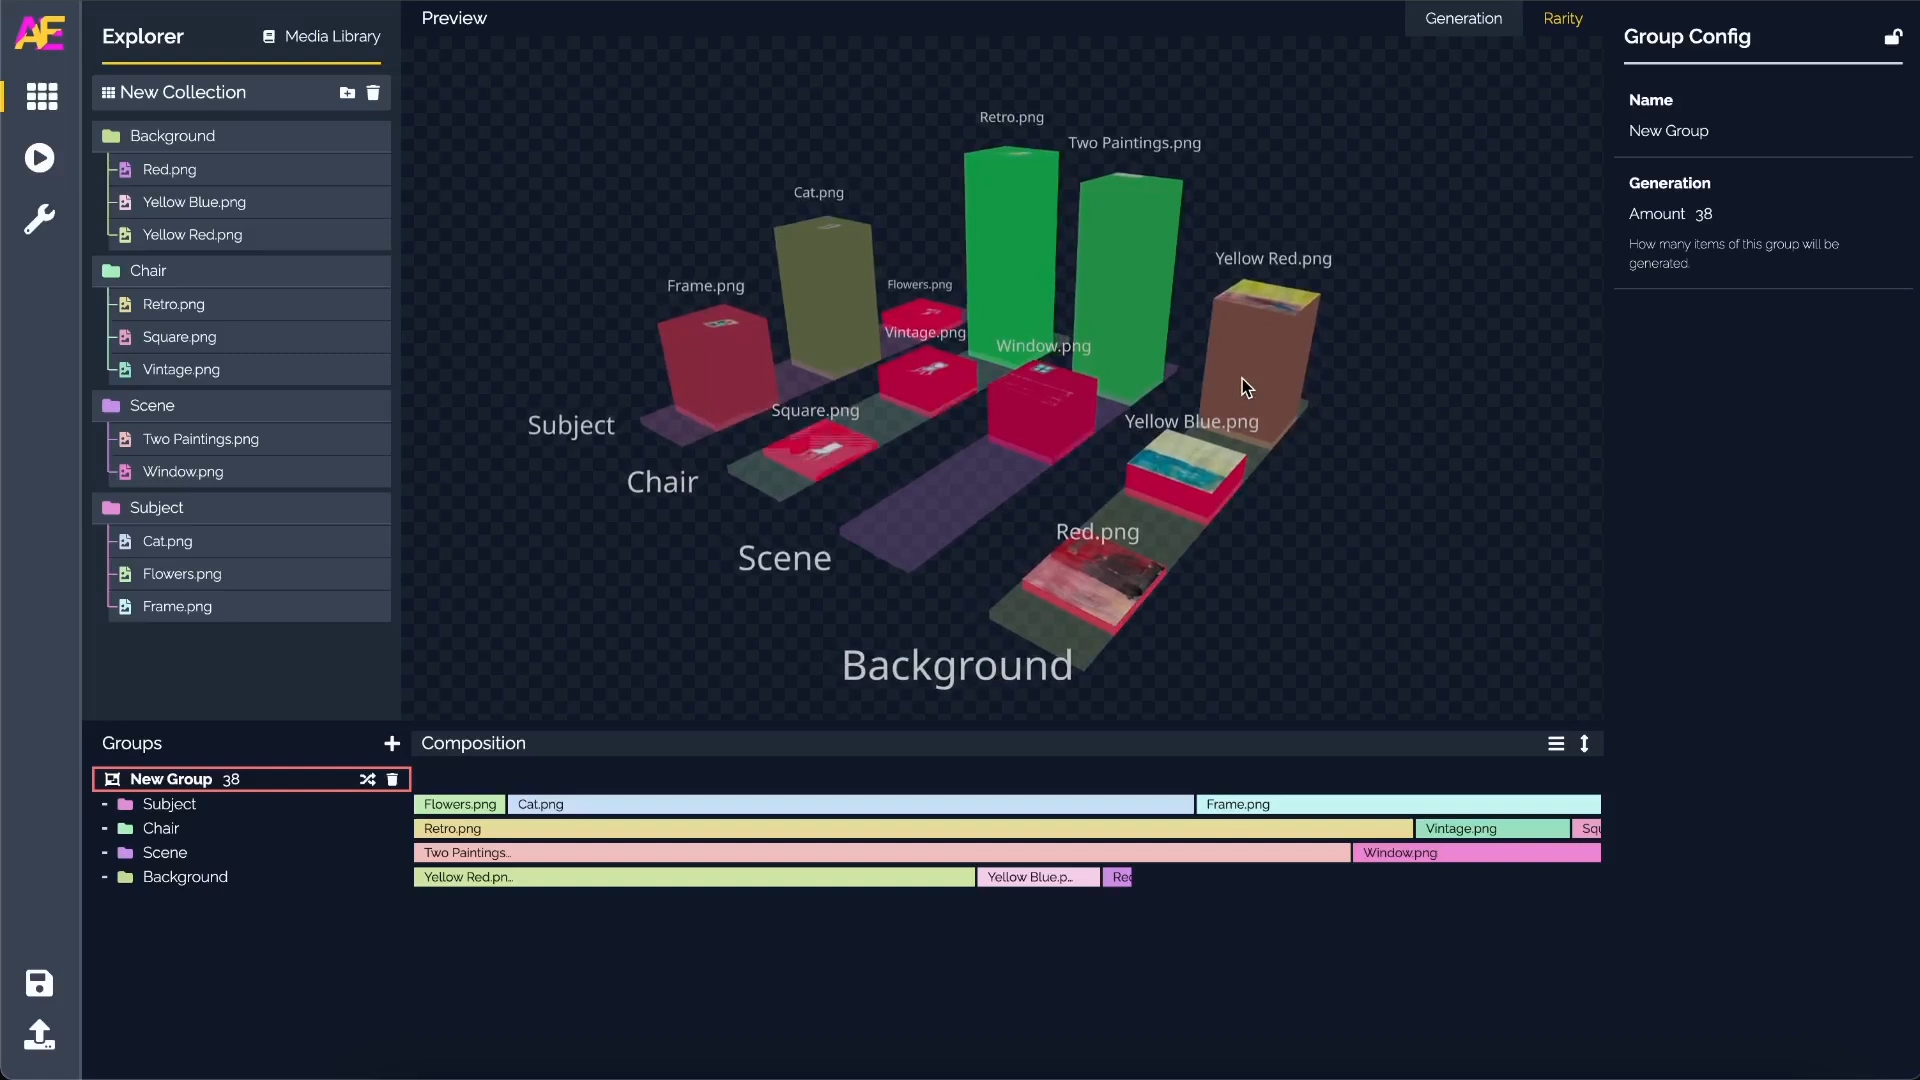 AE
Explorer
Media Library
New Collection
Background
Red.png
Yellow Blue.png
Yellow Red.png
Chair
Retro.png
Square.png
Vintage.png
Scene
Two Paintings.png
Window.png
Subject
Cat.png
Flowers.png
Frame.png
Preview
Generation
Rarity
Retro.png
Two Paintings.png
Cat.png
Yellow Red.png
Frame.png
Flowers.png
Vintage.png
Window.png
Square.png
Yellow Blue.png
Subject
Chair
Red.png
Scene
Background
Group Config
Name
New Group
Generation
Amount 38
How many items of this group will be
generated.
Groups
New Group 38
- Subject
- Chair
- Scene
- Background
Composition
Flowers.png Cat.png Frame.png
Retro.png Vintage.png Squ
Two Paintings... Window.png
Yellow Red.pn... Yellow Blue.p... Red